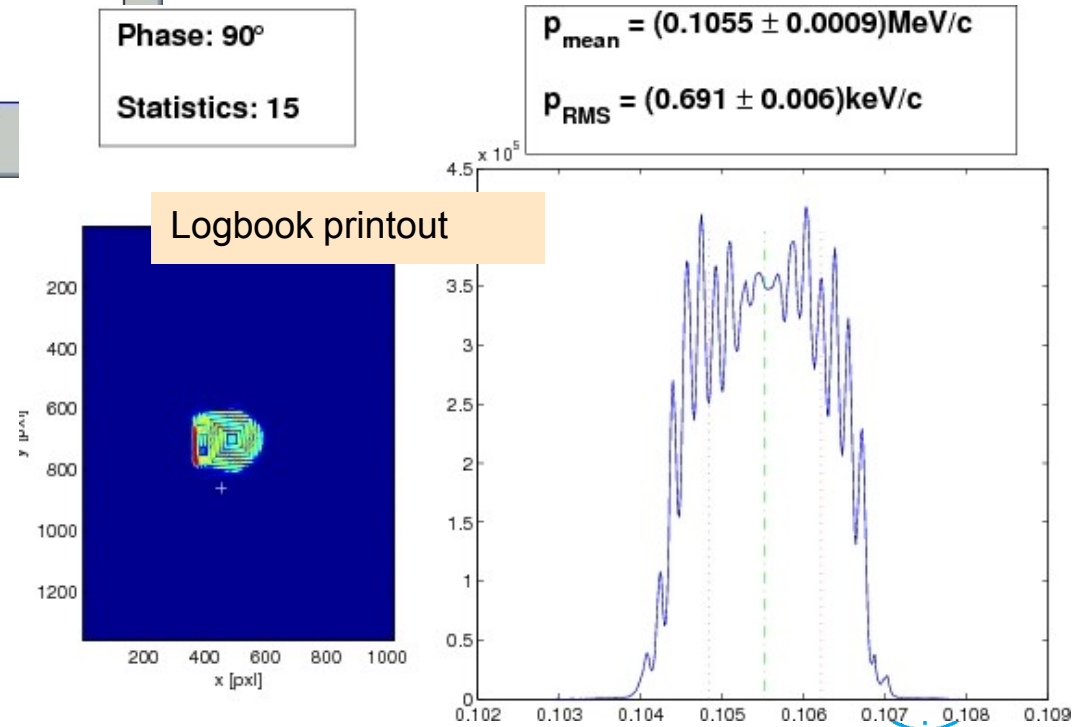 Phase: 90°
Statistics: 15
p_mean = (0.1055 ± 0.0009)MeV/c
p_RMS = (0.691 ± 0.006)keV/c
Logbook printout
200
400
600
800
1000
1200
200 400 600 800 1000
x [pxl]
x 10^5
4.5
3.5
3
2.5
2
1.5
1
0.5
0
0.102 0.103 0.104 0.105 0.106 0.107 0.108 0.109